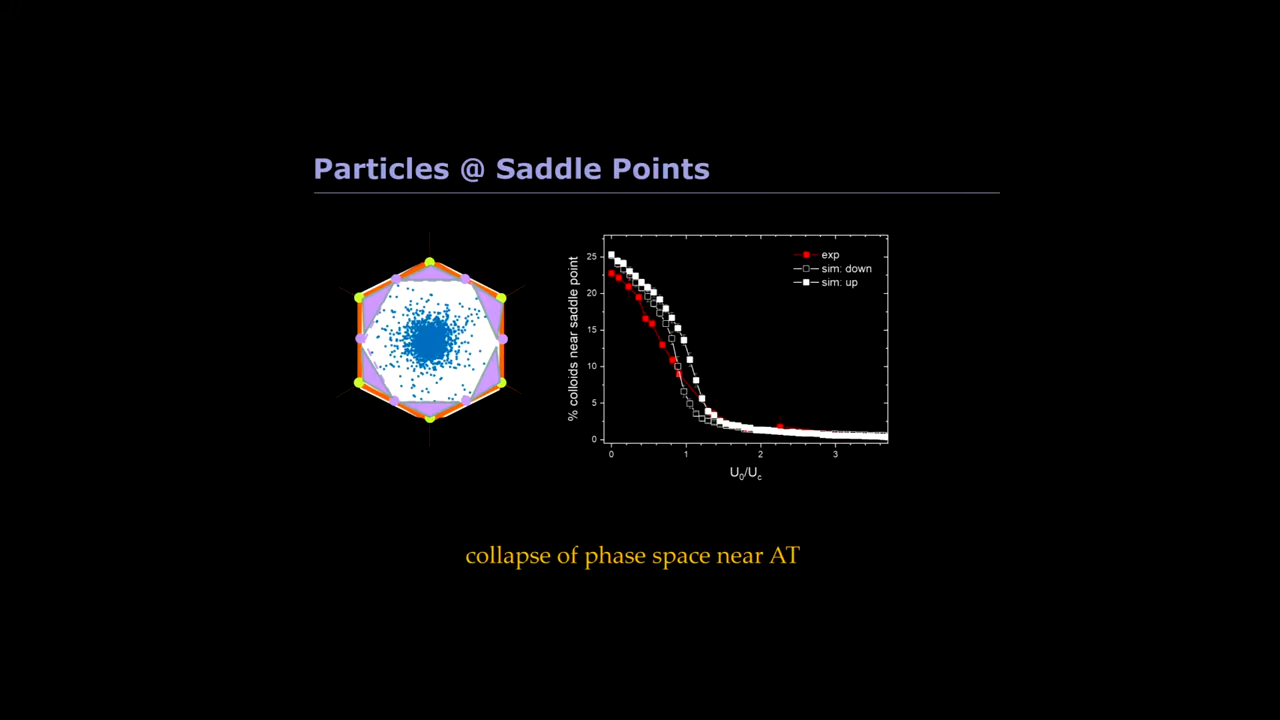 Particles @ Saddle Points
% colloids near saddle point
25
20
15
10
5
0
exp
sim: down
sim: up
0 1 2 3
U₀/U_c
collapse of phase space near AT